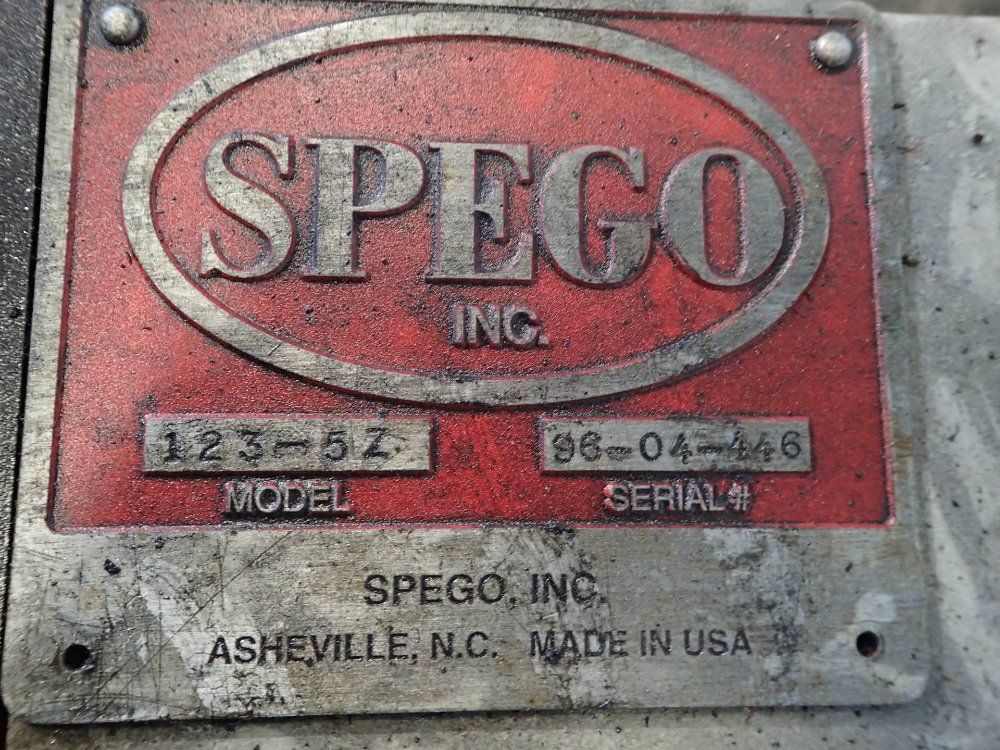 SPEGO
INC.
123-5Z 96-04-446
MODEL SERIAL #
SPEGO, INC.
ASHEVILLE, N.C. MADE IN USA